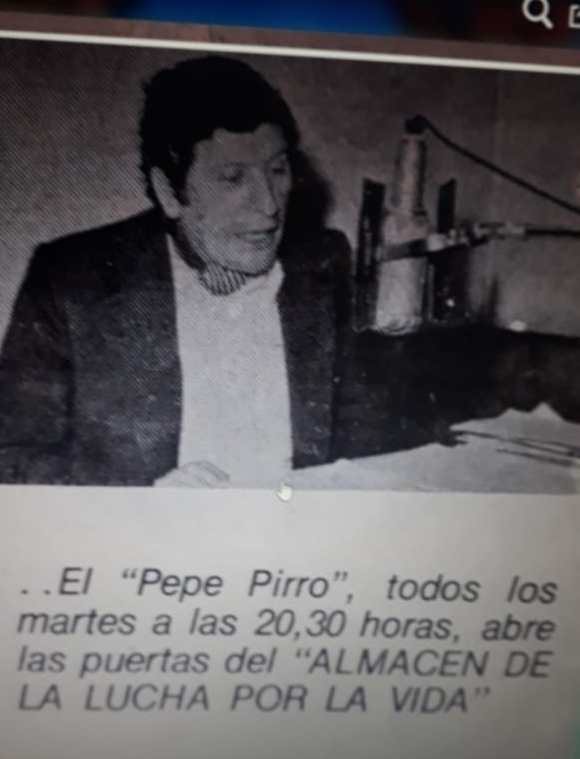 ..El "Pepe Pirro", todos los
martes a las 20,30 horas, abre
las puertas del "ALMACEN DE
LA LUCHA POR LA VIDA"